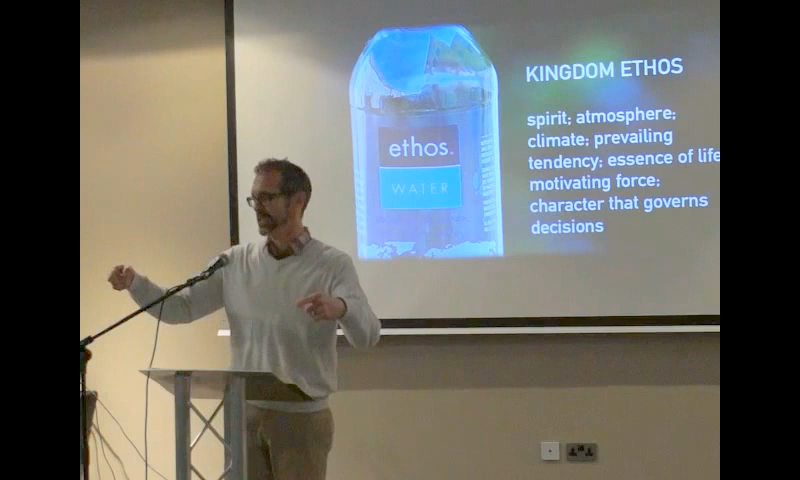 ethos.
WATER
KINGDOM ETHOS
spirit; atmosphere;
climate; prevailing
tendency; essence of life
motivating force;
character that governs
decisions